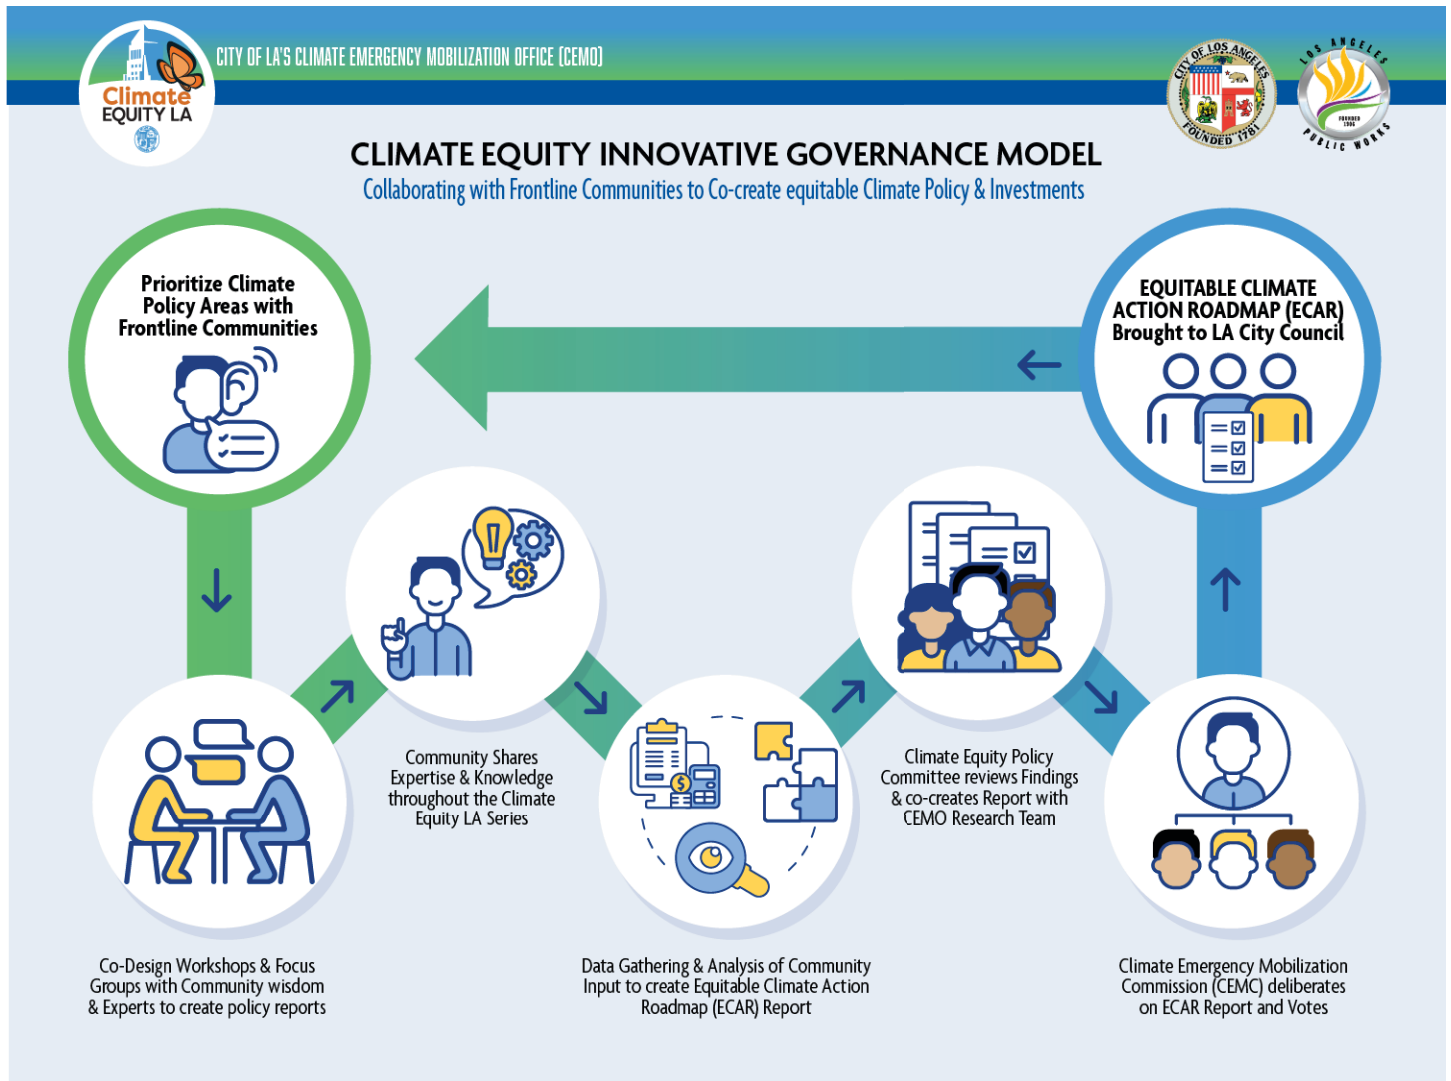 CITY OF LA'S CLIMATE EMERGENCY MOBILIZATION OFFICE (CEMO)
Climate
EQUITY LA
CITY OF LOS ANGELES
FOUNDED 1781
LOS ANGELES
FOUNDED
1906
PUBLIC WORKS
CLIMATE EQUITY INNOVATIVE GOVERNANCE MODEL
Collaborating with Frontline Communities to Co-create equitable Climate Policy & Investments
Prioritize Climate
Policy Areas with
Frontline Communities
EQUITABLE CLIMATE
ACTION ROADMAP (ECAR)
Brought to LA City Council
$
Community Shares
Expertise & Knowledge
throughout the Climate
Equity LA Series
Climate Equity Policy
Committee reviews Findings
& co-creates Report with
CEMO Research Team
Co-Design Workshops & Focus
Groups with Community wisdom
& Experts to create policy reports
Data Gathering & Analysis of Community
Input to create Equitable Climate Action
Roadmap (ECAR) Report
Climate Emergency Mobilization
Commission (CEMC) deliberates
on ECAR Report and Votes